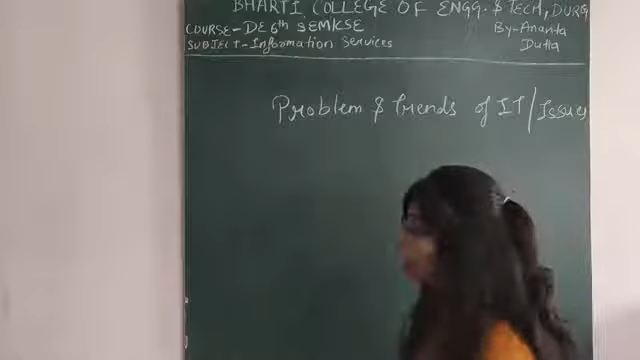 BHARTI COLLEGE OF ENGG. & TECH, DURG
COURSE-DE 6th SEM/CSE
SUBJECT-Information Services
By-Ananta
Dutta
Problem & Trends of IT/Issues